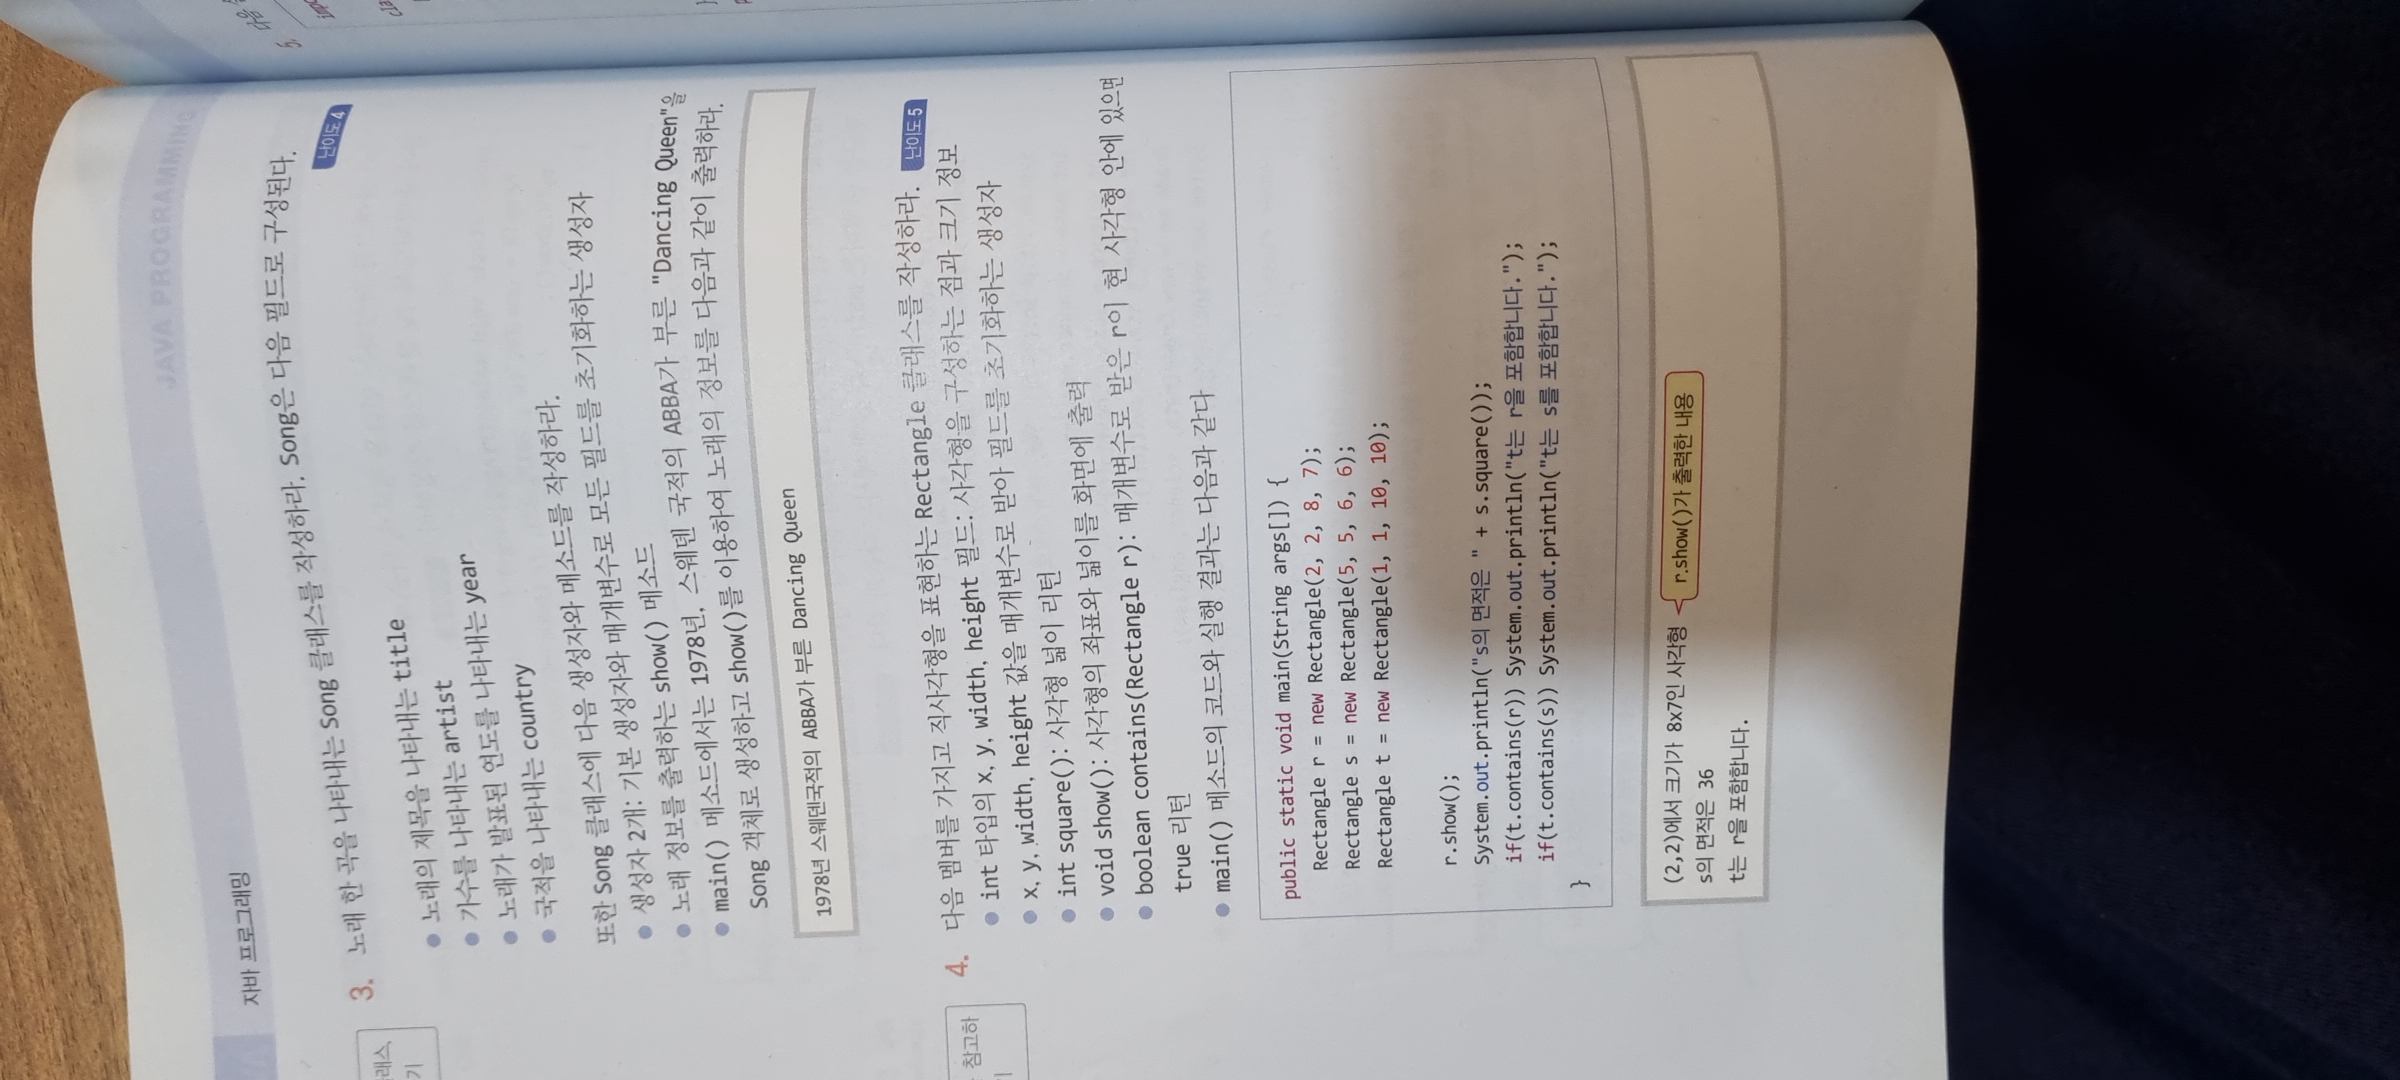 JAVA PROGRAMMING
자바 프로그래밍
래스,
기
3. 노래 한 곡을 나타내는 Song 클래스를 작성하라. Song은 다음 필드로 구성된다.
난이도 4
● 노래의 제목을 나타내는 title
● 가수를 나타내는 artist
● 노래가 발표된 연도를 나타내는 year
● 국적을 나타내는 country
또한 Song 클래스에 다음 생성자와 메소드를 작성하라.
● 생성자 2개: 기본 생성자와 매개변수로 모든 필드를 초기화하는 생성자
● 노래 정보를 출력하는 show() 메소드
● main() 메소드에서는 1978년, 스웨덴 국적의 ABBA가 부른 "Dancing Queen"을
Song 객체로 생성하고 show()를 이용하여 노래의 정보를 다음과 같이 출력하라.
1978년 스웨덴국적의 ABBA가 부른 Dancing Queen
참고하
기
4. 다음 멤버를 가지고 직사각형을 표현하는 Rectangle 클래스를 작성하라. 난이도 5
● int 타입의 x, y, width, height 필드: 사각형을 구성하는 점과 크기 정보
● x, y, width, height 값을 매개변수로 받아 필드를 초기화하는 생성자
● int square(): 사각형 넓이 리턴
● void show(): 사각형의 좌표와 넓이를 화면에 출력
● boolean contains(Rectangle r): 매개변수로 받은 r이 현 사각형 안에 있으면
true 리턴
● main() 메소드의 코드와 실행 결과는 다음과 같다
public static void main(String args[]) {
Rectangle r = new Rectangle(2, 2, 8, 7);
Rectangle s = new Rectangle(5, 5, 6, 6);
Rectangle t = new Rectangle(1, 1, 10, 10);
r.show();
System.out.println("s의 면적은 " + s.square());
if(t.contains(r)) System.out.println("t는 r을 포함합니다.");
if(t.contains(s)) System.out.println("t는 s를 포함합니다.");
}
(2,2)에서 크기가 8x7인 사각형 r.show()가 출력한 내용
s의 면적은 36
t는 r을 포함합니다.
5. 다음